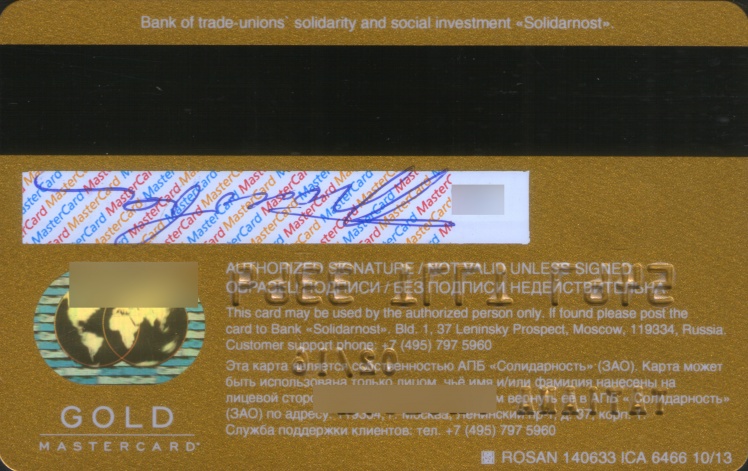 Bank of trade-unions' solidarity and social investment «Solidarnost».
AUTHORIZED SIGNATURE / NOT VALID UNLESS SIGNED
ОБРАЗЕЦ ПОДПИСИ / БЕЗ ПОДПИСИ НЕДЕЙСТВИТЕЛЬНА
This card may be used by the authorized person only. If found please post the
card to Bank «Solidarnost». Bld. 1, 37 Leninsky Prospect, Moscow, 119334, Russia.
Customer support phone: +7 (495) 797 5960
Эта карта является собственностью АПБ «Солидарность» (ЗАО). Карта может
быть использована только лицом, чьё имя и/или фамилия нанесены на
лицевой вернуть её в АПБ «Солидарность»
(ЗАО) по адресу: г. Москва, Ленинский пр-т, д. 37,
Служба поддержки клиентов: тел. +7 (495) 797 5960
GOLD
MASTERCARD
ROSAN 140633 ICA 6466 10/13